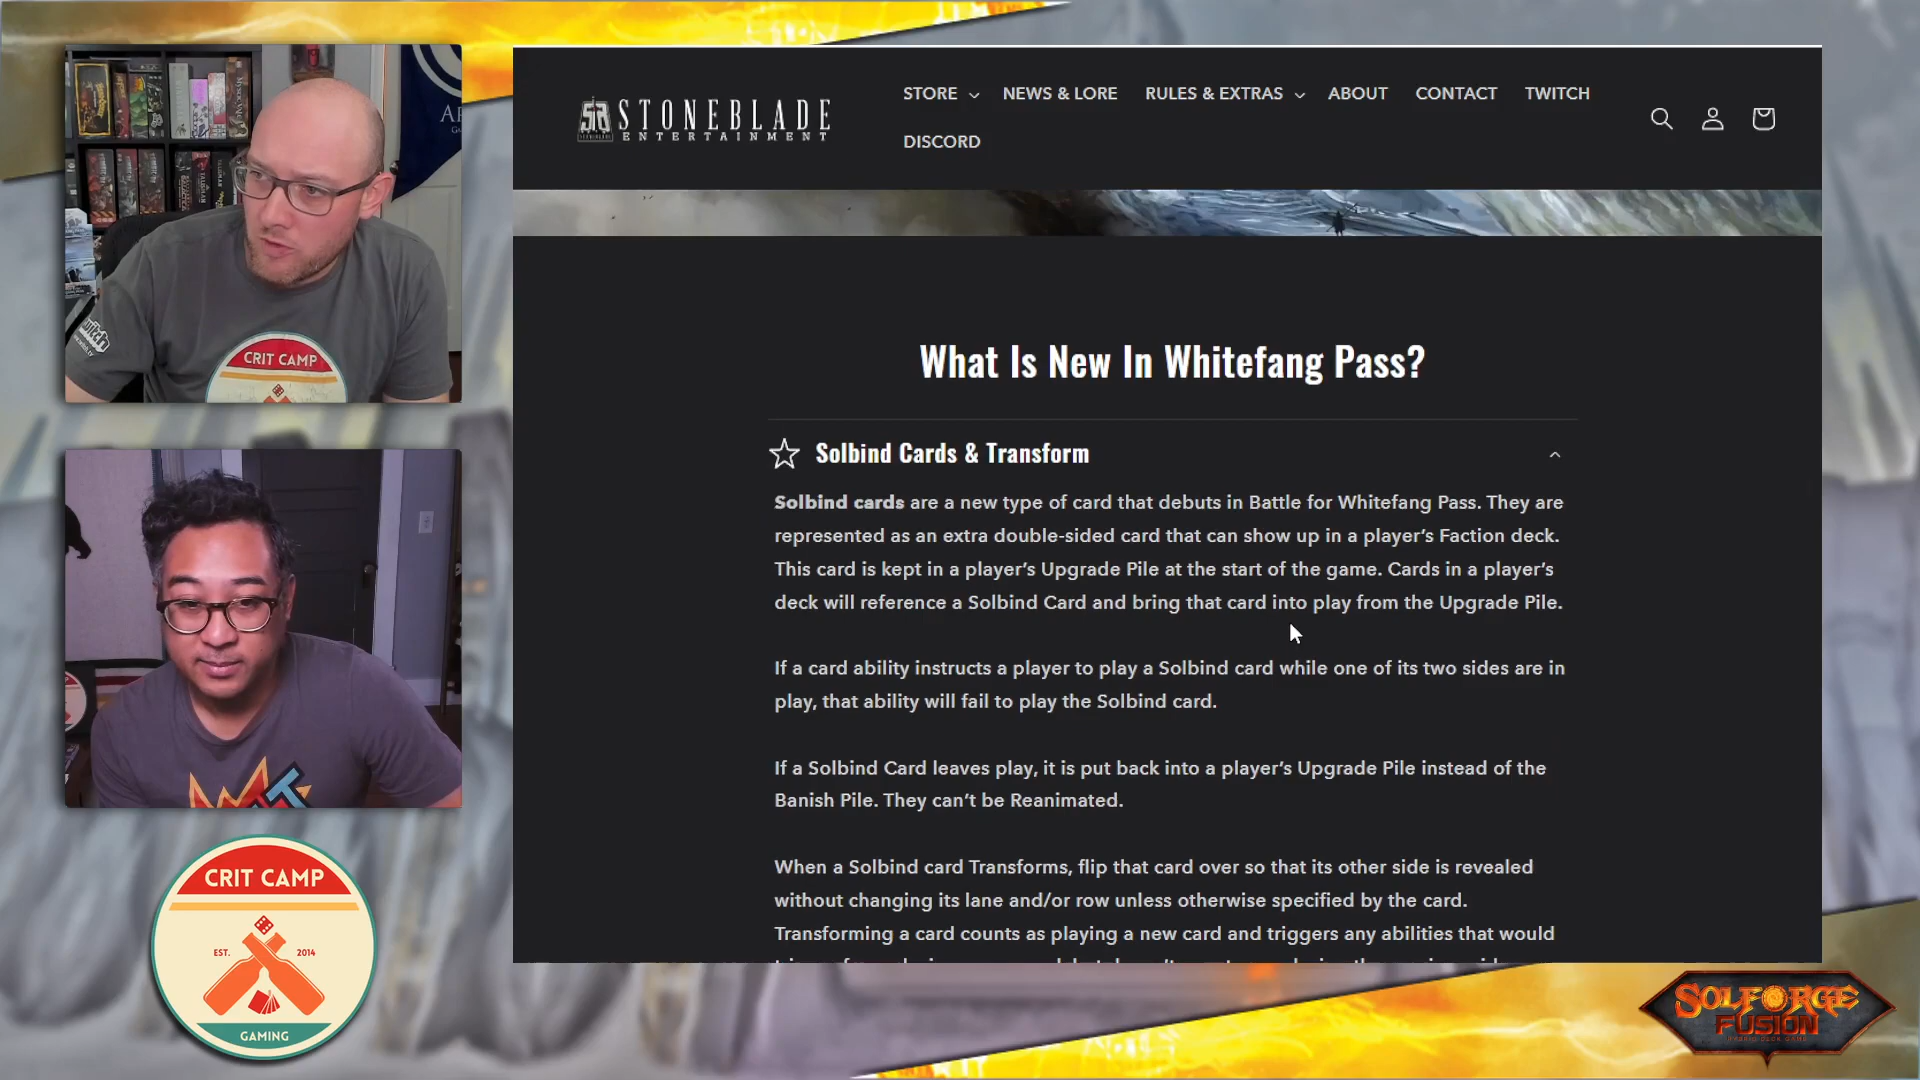 STONEBLADE
ENTERTAINMENT
STORE NEWS & LORE RULES & EXTRAS ABOUT CONTACT TWITCH
DISCORD
What Is New In Whitefang Pass?
Solbind Cards & Transform
Solbind cards are a new type of card that debuts in Battle for Whitefang Pass. They are
represented as an extra double-sided card that can show up in a player’s Faction deck.
This card is kept in a player’s Upgrade Pile at the start of the game. Cards in a player’s
deck will reference a Solbind Card and bring that card into play from the Upgrade Pile.
If a card ability instructs a player to play a Solbind card while one of its two sides are in
play, that ability will fail to play the Solbind card.
If a Solbind Card leaves play, it is put back into a player’s Upgrade Pile instead of the
Banish Pile. They can’t be Reanimated.
When a Solbind card Transforms, flip that card over so that its other side is revealed
without changing its lane and/or row unless otherwise specified by the card.
Transforming a card counts as playing a new card and triggers any abilities that would
CRIT CAMP
twitch
CRIT CAMP
EST. 2014
GAMING
SOLFORGE
FUSION
HYBRID DECK GAME